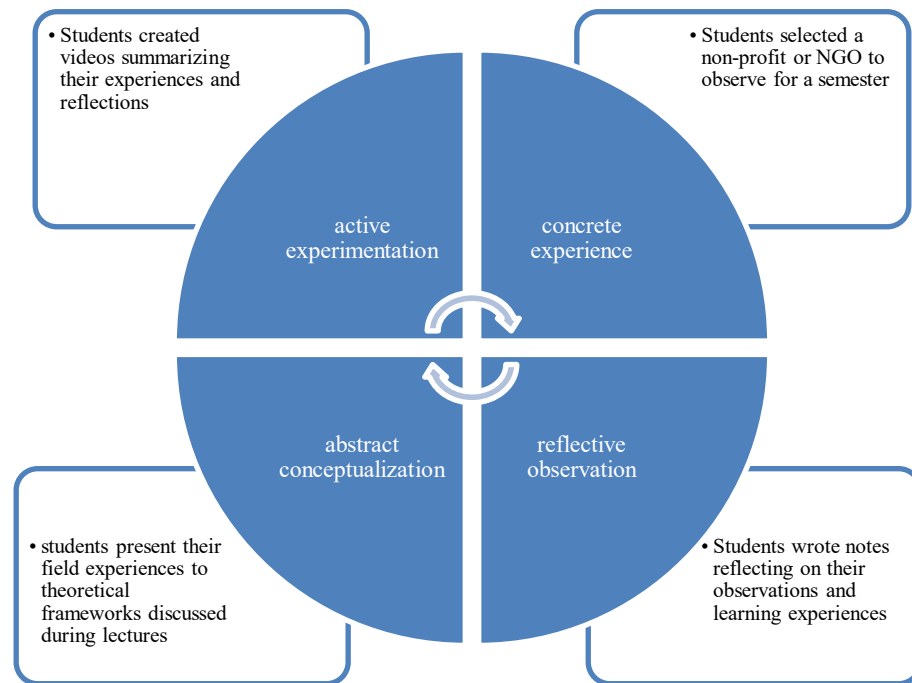 • Students created
videos summarizing
their experiences and
reflections
• Students selected a
non-profit or NGO to
observe for a semester
active
experimentation
concrete
experience
abstract
conceptualization
reflective
observation
• students present their
field experiences to
theoretical
frameworks discussed
during lectures
• Students wrote notes
reflecting on their
observations and
learning experiences